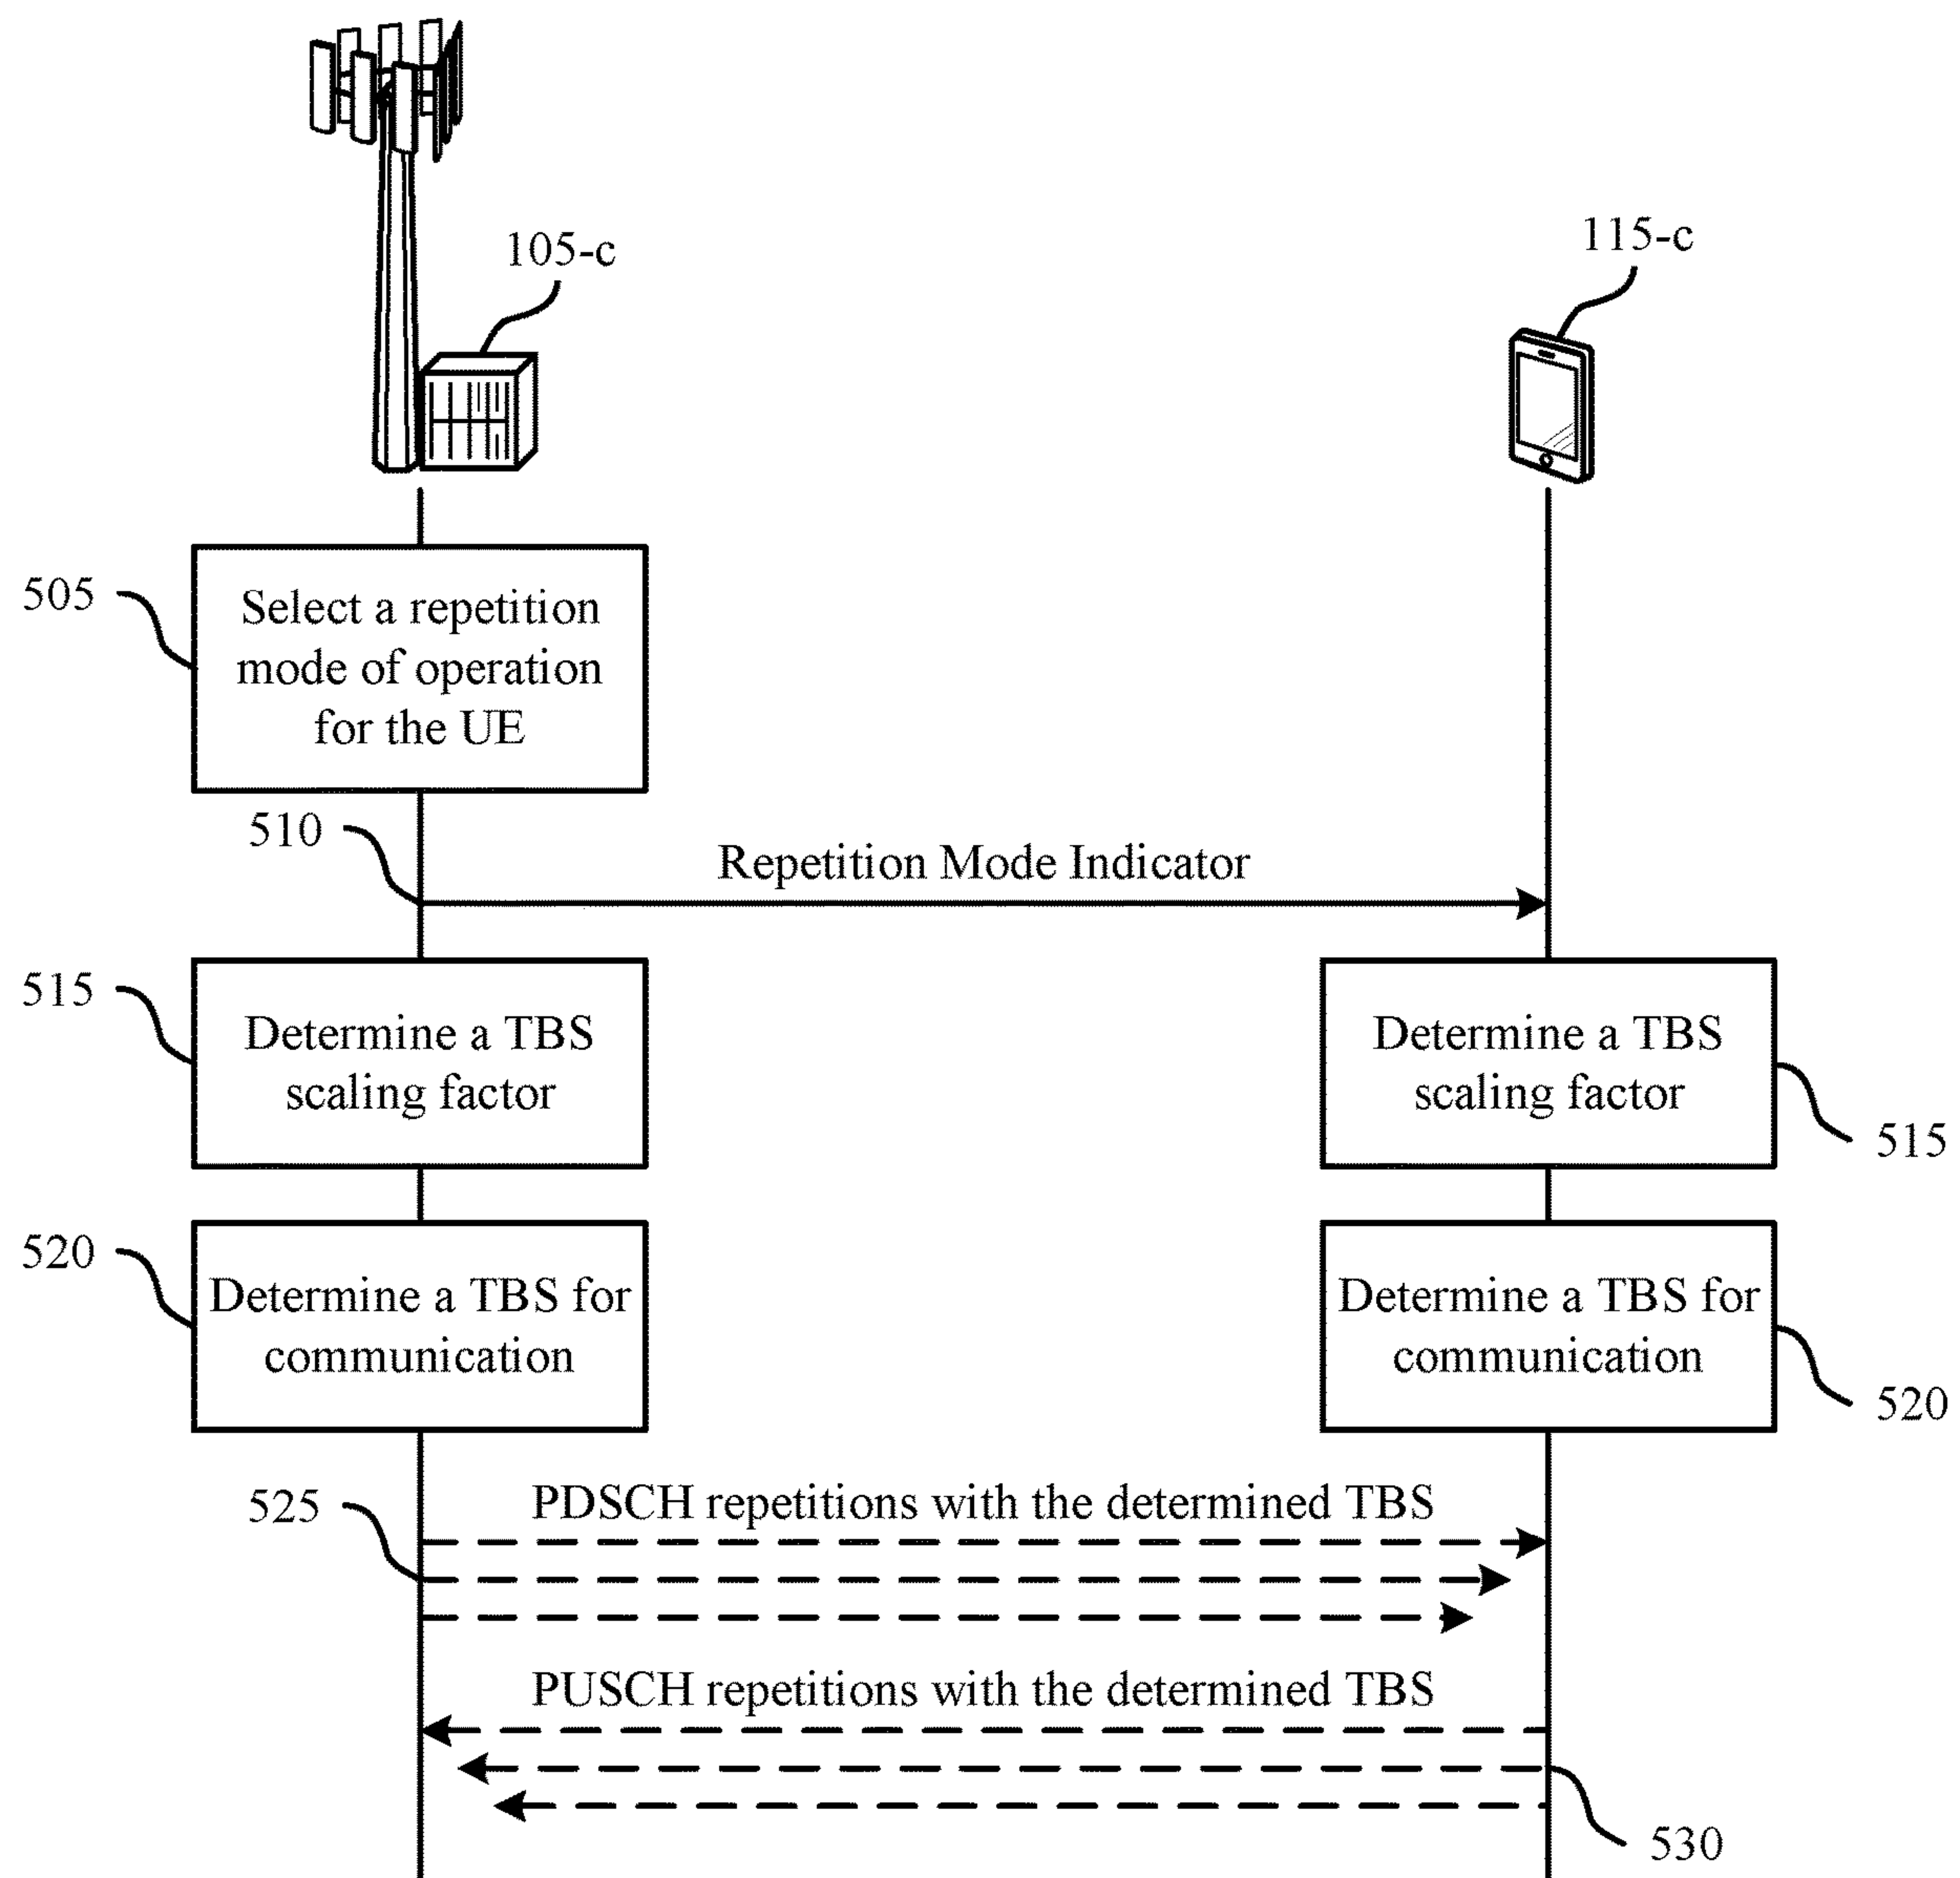 105-c
115-c
505
Select a repetition
mode of operation
for the UE
510
Repetition Mode Indicator
515
Determine a TBS
scaling factor
Determine a TBS
scaling factor
515
520
Determine a TBS for
communication
Determine a TBS for
communication
520
525
PDSCH repetitions with the determined TBS
PUSCH repetitions with the determined TBS
530